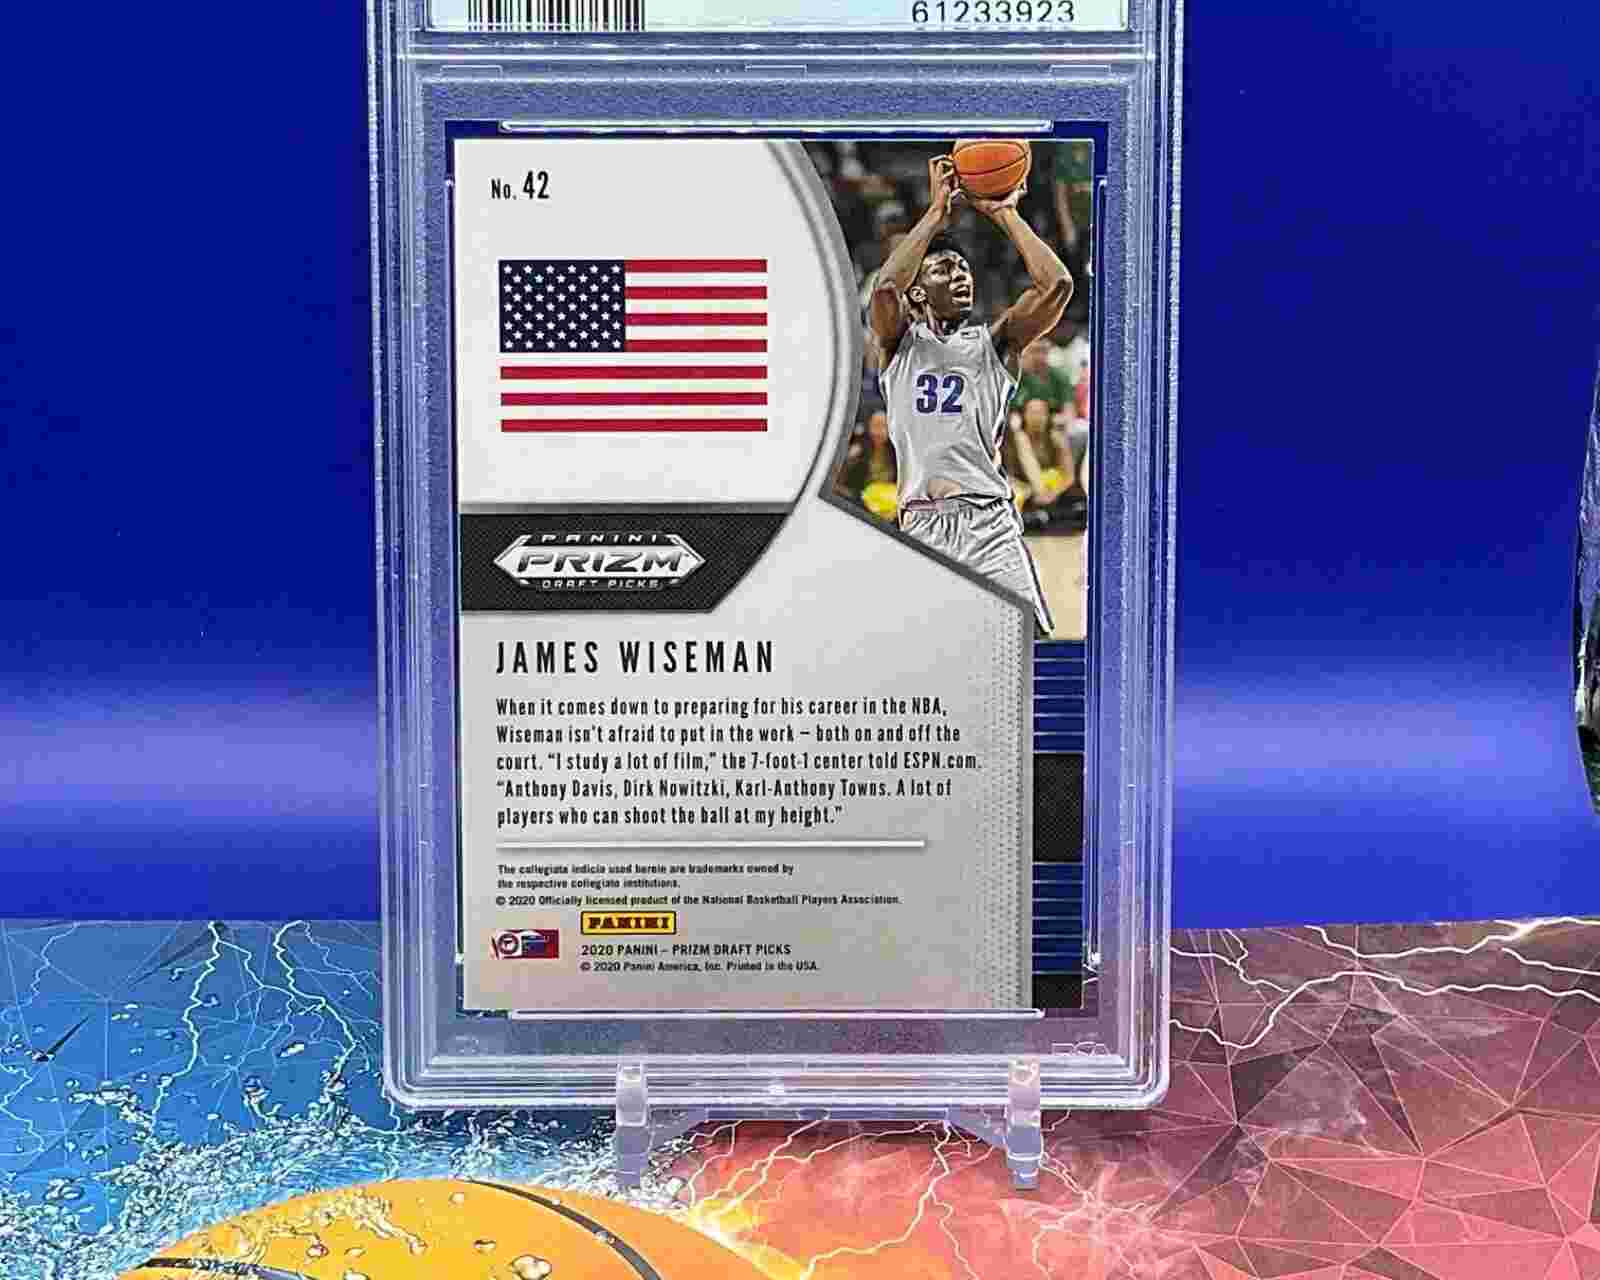 61233923
No. 42
32
PANINI
PRIZM
DRAFT PICKS
JAMES WISEMAN
When it comes down to preparing for his career in the NBA,
Wiseman isn't afraid to put in the work – both on and off the
court. “I study a lot of film,” the 7-foot-1 center told ESPN.com.
“Anthony Davis, Dirk Nowitzki, Karl-Anthony Towns. A lot of
players who can shoot the ball at my height.”
The collegiate indicia used herein are trademarks owned by
the respective collegiate institutions.
© 2020 Officially licensed product of the National Basketball Players Association.
PANINI
2020 PANINI – PRIZM DRAFT PICKS
© 2020 Panini America, Inc. Printed in the USA.
PSA